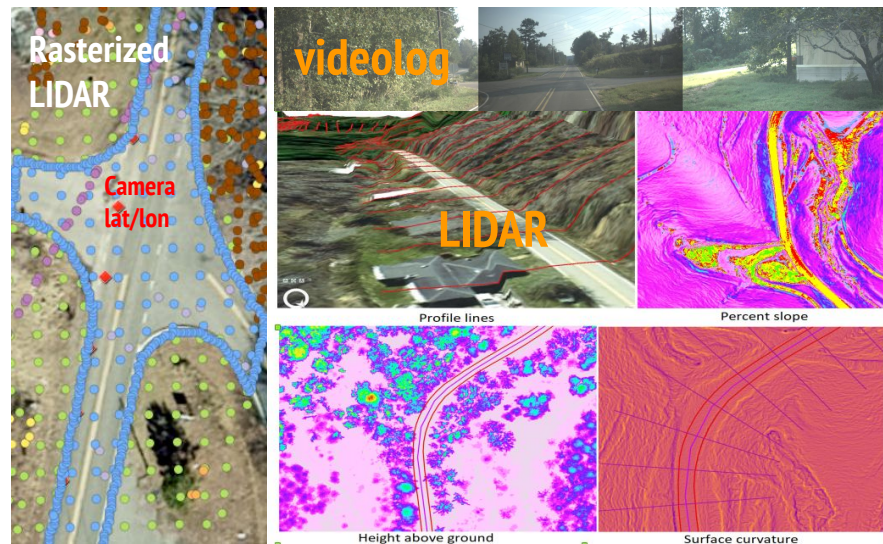 Rasterized
LIDAR
Camera
lat/lon
videolog
LIDAR
Profile lines
Percent slope
Height above ground
Surface curvature